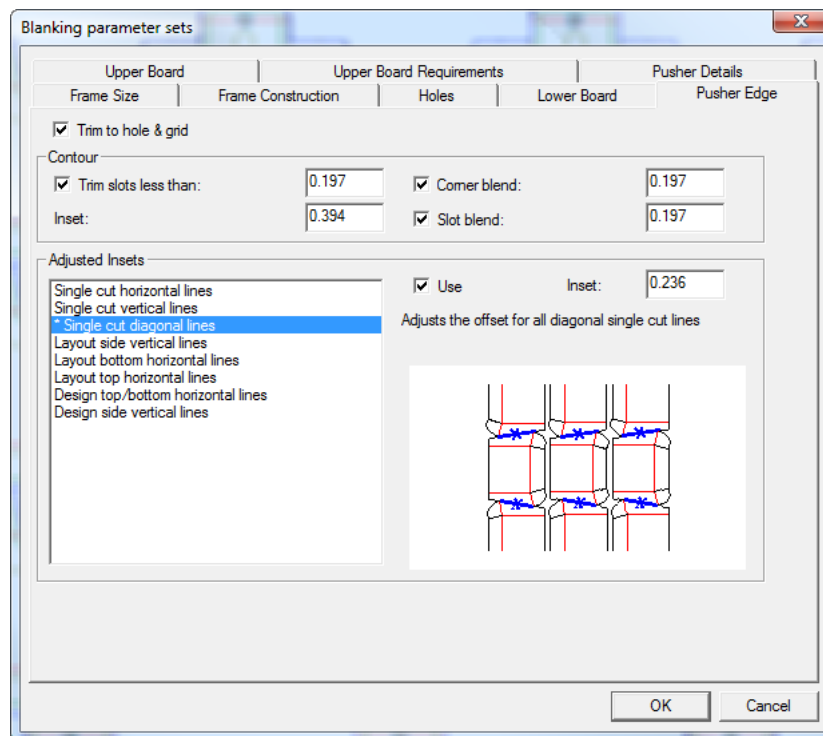 Blanking parameter sets
Upper Board Upper Board Requirements Pusher Details
Frame Size Frame Construction Holes Lower Board Pusher Edge
Trim to hole & grid
Contour
Trim slots less than: 0.197 Corner blend: 0.197
Inset: 0.394 Slot blend: 0.197
Adjusted Insets
Use Inset: 0.236
Single cut horizontal lines
Single cut vertical lines
* Single cut diagonal lines
Layout side vertical lines
Layout bottom horizontal lines
Layout top horizontal lines
Design top/bottom horizontal lines
Design side vertical lines
Adjusts the offset for all diagonal single cut lines
OK Cancel